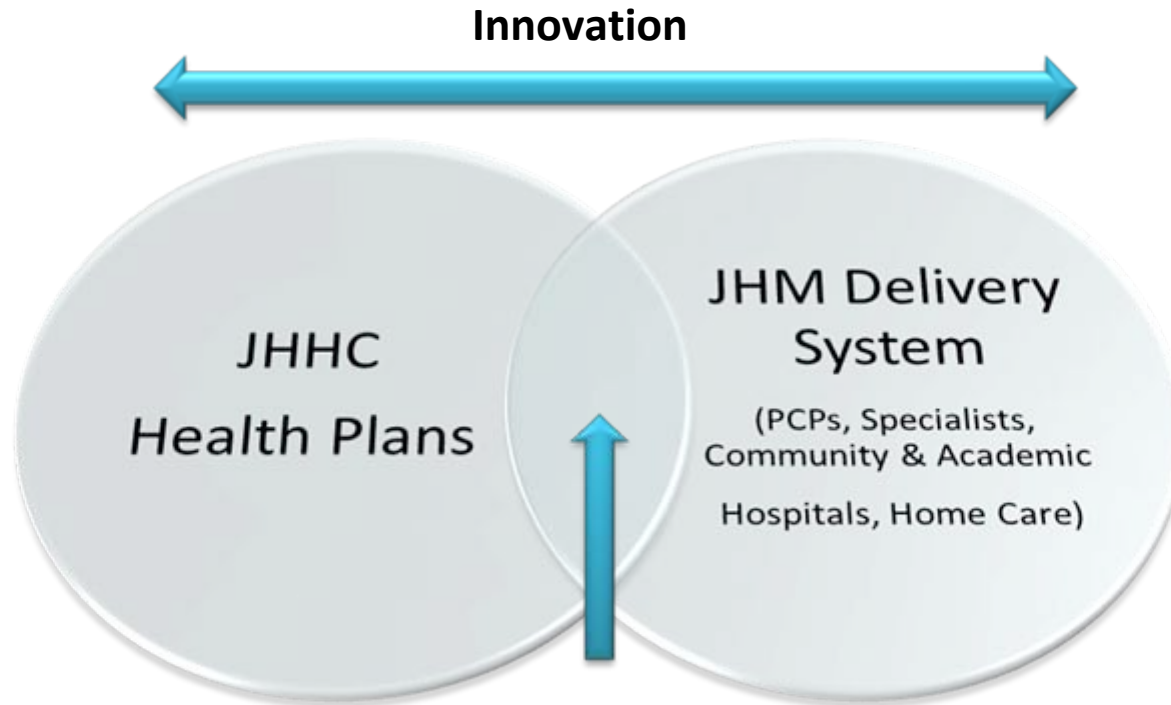 Innovation
JHHC
Health Plans
JHM Delivery
System
(PCPs, Specialists,
Community & Academic
Hospitals, Home Care)